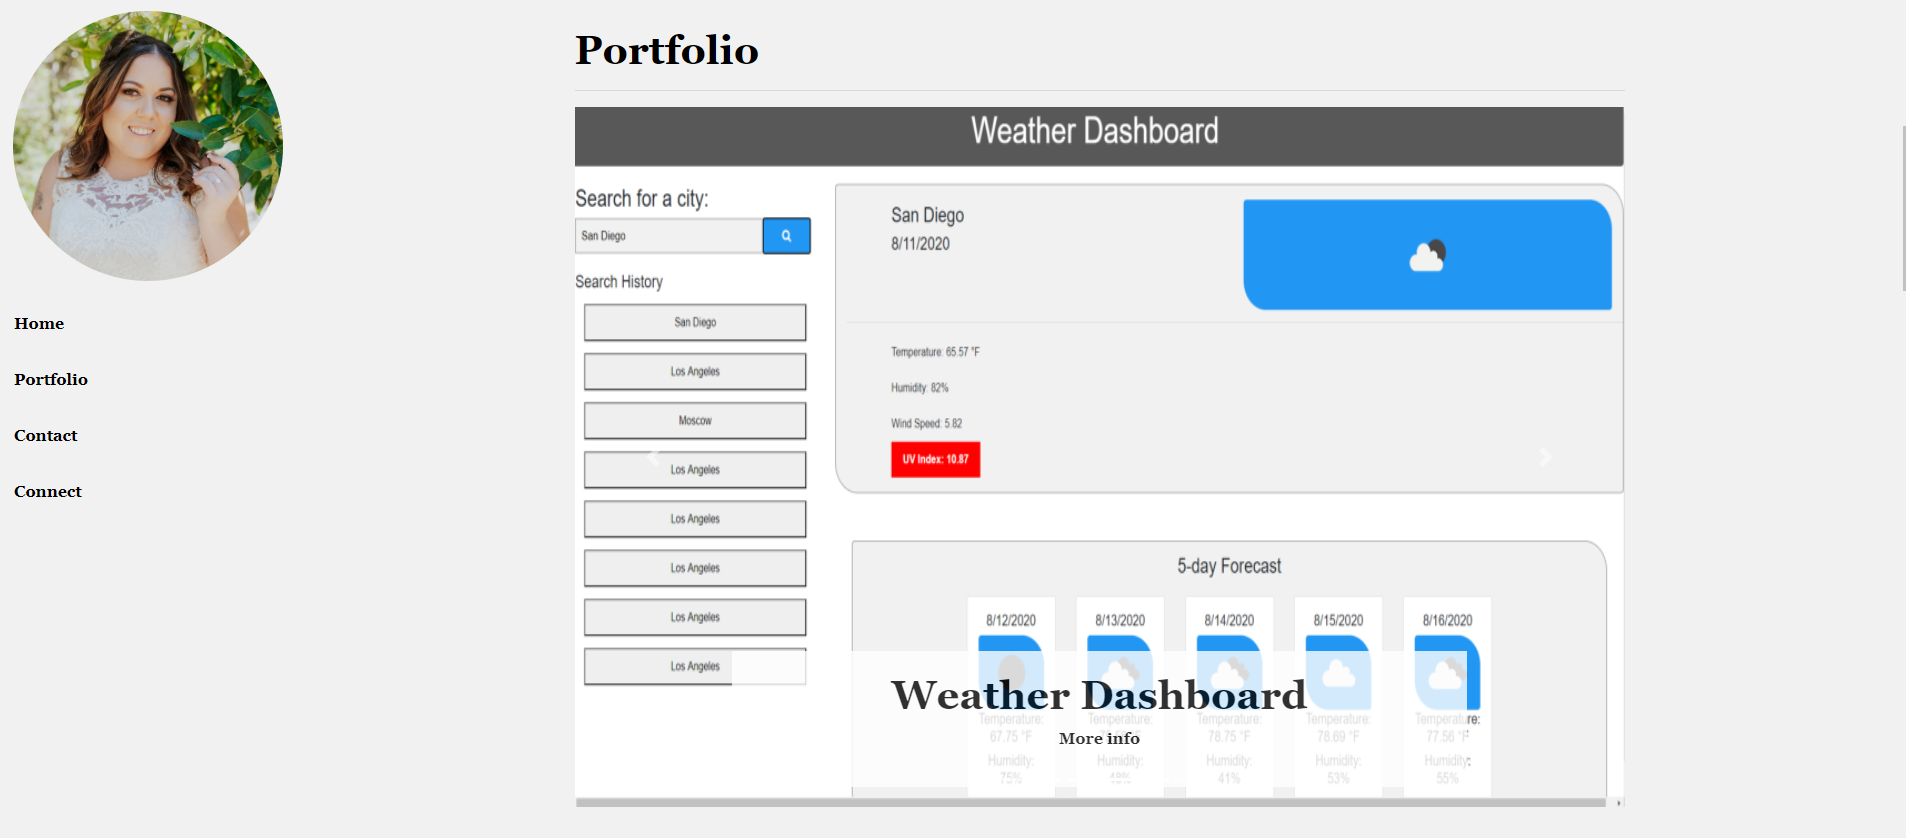 Home
Portfolio
Contact
Connect
Portfolio
Weather Dashboard
Search for a city:
San Diego
Search History
San Diego
Los Angeles
Moscow
Los Angeles
Los Angeles
Los Angeles
Los Angeles
Los Angeles
San Diego
8/11/2020
Temperature: 65.57 °F
Humidity: 82%
Wind Speed: 5.82
UV Index: 10.87
5-day Forecast
8/12/2020
Temperature:
67.75 °F
Humidity:
75%
8/13/2020
Temperature:
°F
Humidity:
48%
8/14/2020
Temperature:
78.75 °F
Humidity:
41%
8/15/2020
Temperature:
78.69 °F
Humidity:
53%
8/16/2020
Temperature:
77.56 °F
Humidity:
55%
Weather Dashboard
More info